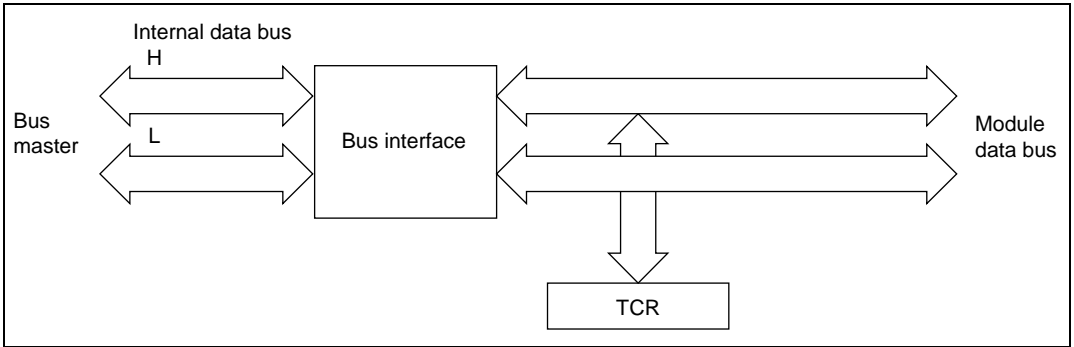 Internal data bus
H
Bus
master
L
Bus interface
Module
data bus
TCR